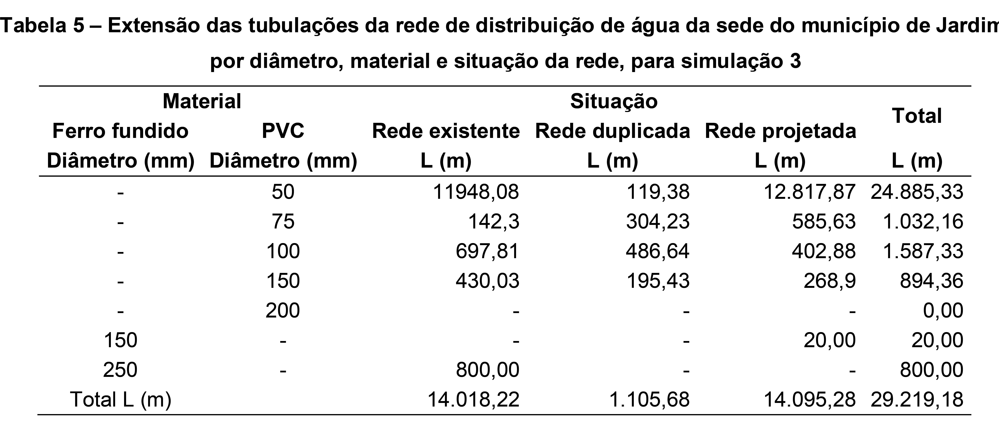 Tabela 5 – Extensão das tubulações da rede de distribuição de água da sede do município de Jardim
por diâmetro, material e situação da rede, para simulação 3
Material Situação Total
Ferro fundido PVC Rede existente Rede duplicada Rede projetada
Diâmetro (mm) Diâmetro (mm) L (m) L (m) L (m) L (m)
- 50 11948,08 119,38 12.817,87 24.885,33
- 75 142,3 304,23 585,63 1.032,16
- 100 697,81 486,64 402,88 1.587,33
- 150 430,03 195,43 268,9 894,36
- 200 - - - 0,00
150 - - - 20,00 20,00
250 - 800,00 - - 800,00
Total L (m) 14.018,22 1.105,68 14.095,28 29.219,18